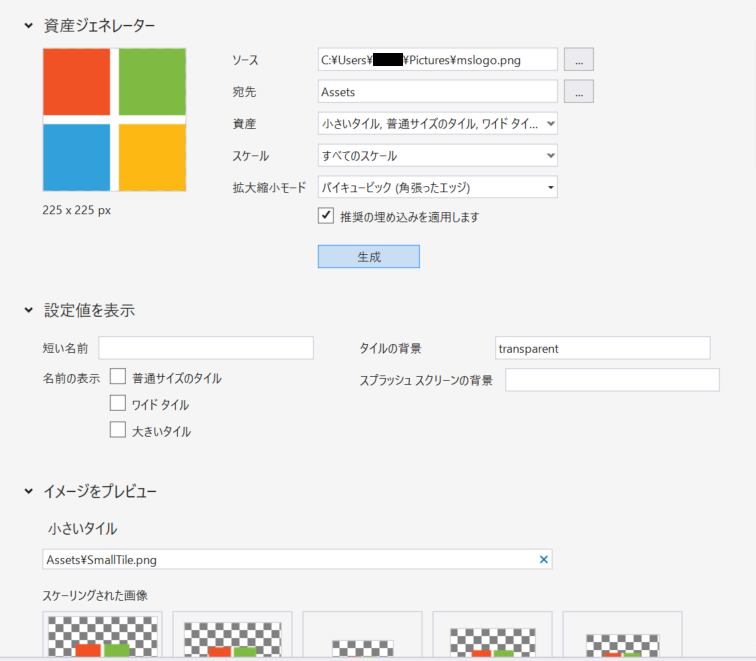 資産ジェネレーター
ソース C:¥Users¥ ¥Pictures¥mslogo.png ...
宛先 Assets ...
資産 小さいタイル, 普通サイズのタイル, ワイド タイ...
スケール すべてのスケール
拡大縮小モード バイキュービック (角張ったエッジ)
225 x 225 px
推奨の埋め込みを適用します
生成
設定値を表示
短い名前 タイルの背景 transparent
名前の表示 普通サイズのタイル スプラッシュ スクリーンの背景
ワイド タイル
大きいタイル
イメージをプレビュー
小さいタイル
Assets¥SmallTile.png
スケーリングされた画像